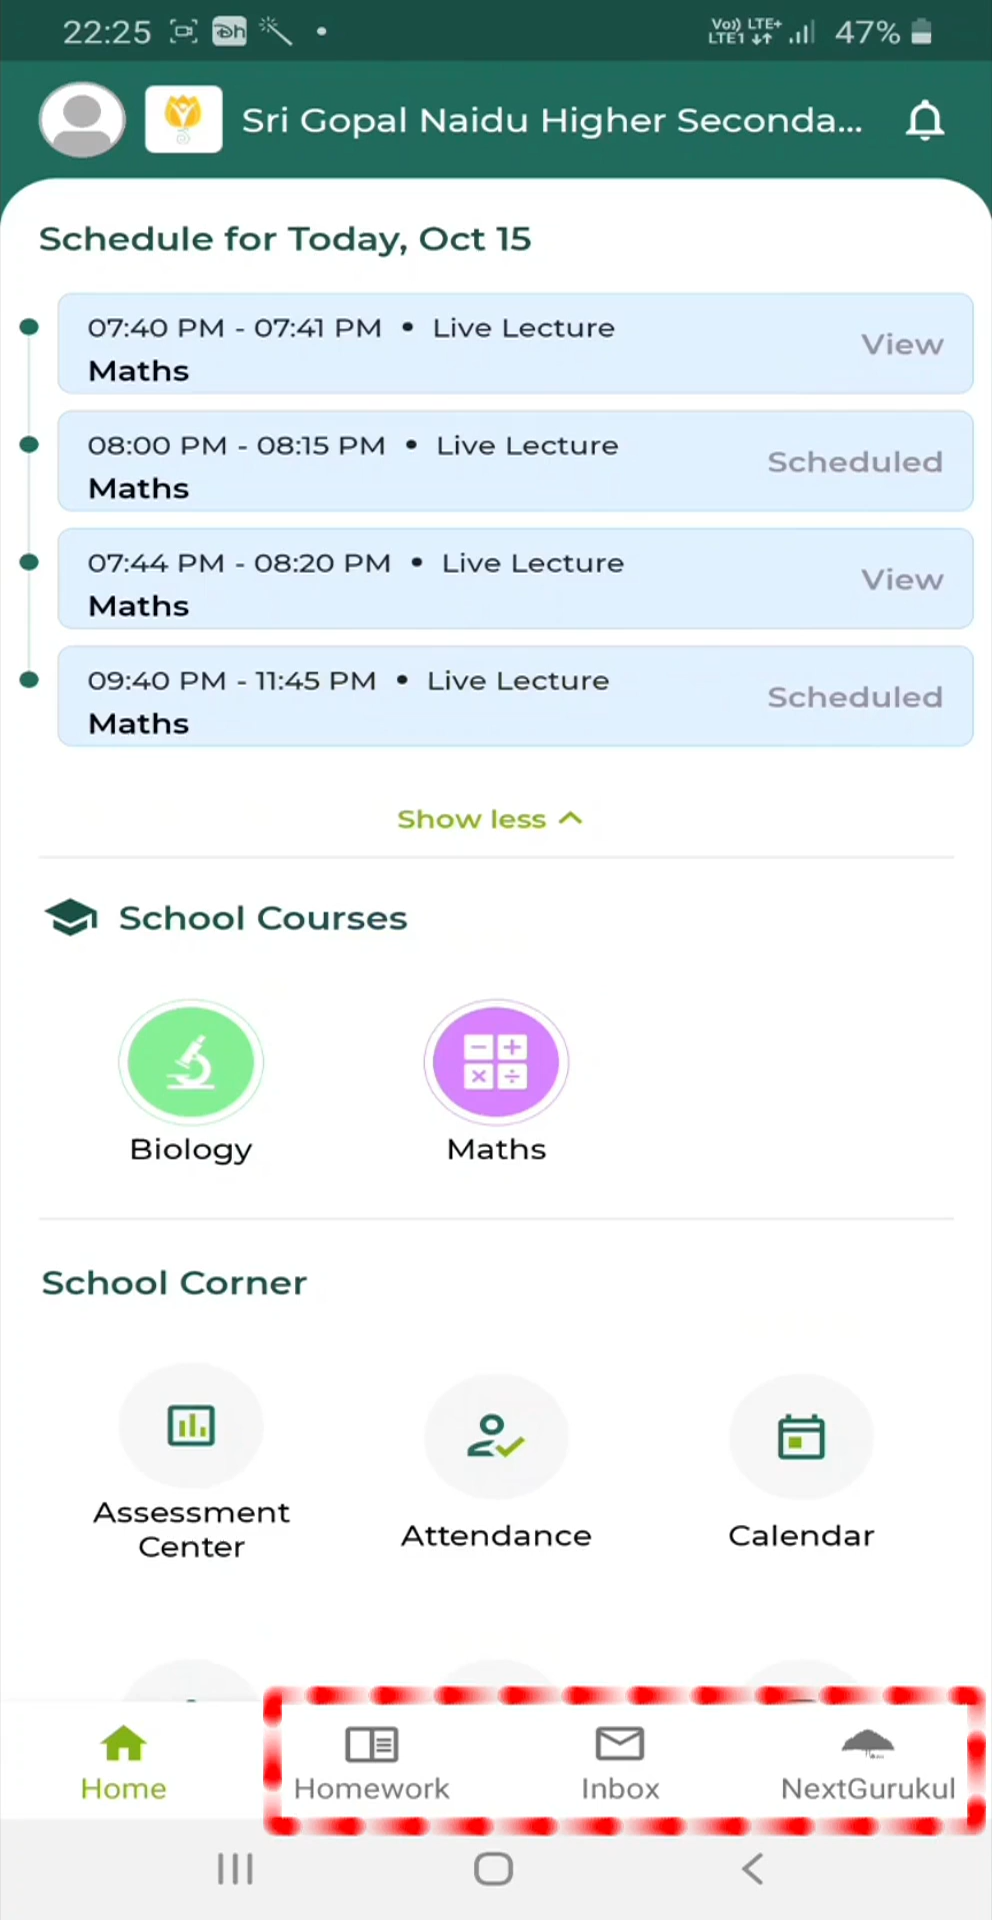 22:25 Vo)) LTE+ 47%
LTE1
Sri Gopal Naidu Higher Seconda...
Schedule for Today, Oct 15
07:40 PM - 07:41 PM • Live Lecture
View
Maths
08:00 PM - 08:15 PM • Live Lecture
Scheduled
Maths
07:44 PM - 08:20 PM • Live Lecture
View
Maths
09:40 PM - 11:45 PM • Live Lecture
Scheduled
Maths
Show less
School Courses
Biology Maths
School Corner
Assessment
Center
Attendance Calendar
Home Homework Inbox NextGurukul